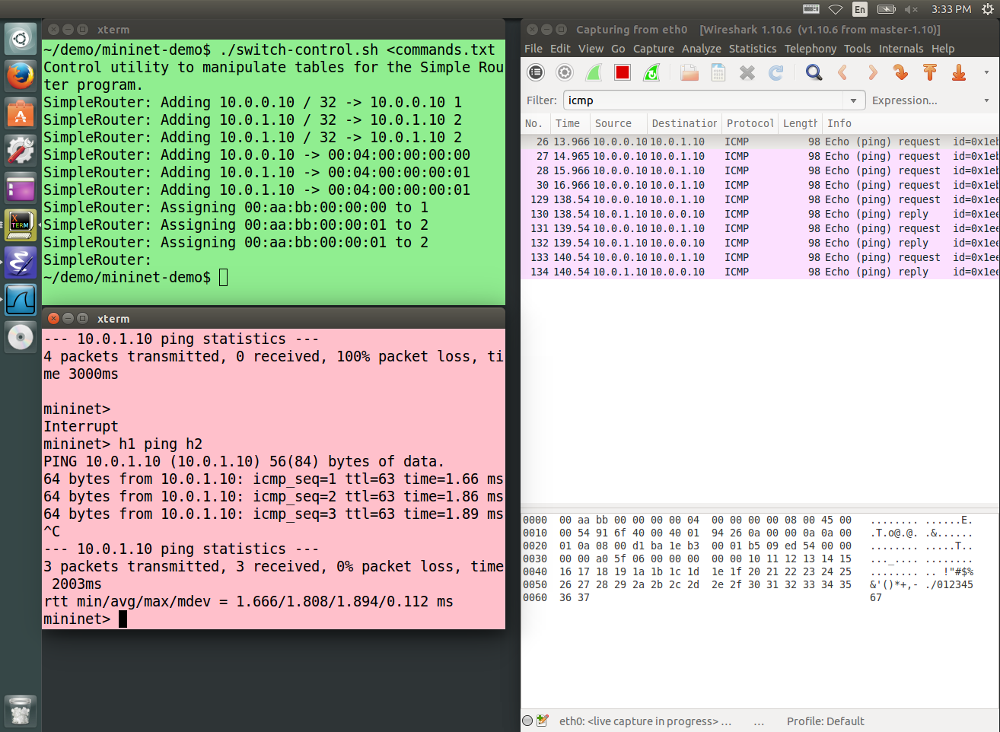 En
3:33 PM
xterm
~/demo/mininet-demo$ ./switch-control.sh <commands.txt
Control utility to manipulate tables for the Simple Rou
ter program.
SimpleRouter: Adding 10.0.0.10 / 32 -> 10.0.0.10 1
SimpleRouter: Adding 10.0.1.10 / 32 -> 10.0.1.10 2
SimpleRouter: Adding 10.0.1.10 / 32 -> 10.0.1.10 2
SimpleRouter: Adding 10.0.0.10 -> 00:04:00:00:00:00
SimpleRouter: Adding 10.0.1.10 -> 00:04:00:00:00:01
SimpleRouter: Adding 10.0.1.10 -> 00:04:00:00:00:01
SimpleRouter: Assigning 00:aa:bb:00:00:00 to 1
SimpleRouter: Assigning 00:aa:bb:00:00:01 to 2
SimpleRouter: Assigning 00:aa:bb:00:00:01 to 2
SimpleRouter:
~/demo/mininet-demo$
X
TERM
xterm
--- 10.0.1.10 ping statistics ---
4 packets transmitted, 0 received, 100% packet loss, ti
me 3000ms
mininet>
Interrupt
mininet> h1 ping h2
PING 10.0.1.10 (10.0.1.10) 56(84) bytes of data.
64 bytes from 10.0.1.10: icmp_seq=1 ttl=63 time=1.66 ms
64 bytes from 10.0.1.10: icmp_seq=2 ttl=63 time=1.86 ms
64 bytes from 10.0.1.10: icmp_seq=3 ttl=63 time=1.89 ms
^C
--- 10.0.1.10 ping statistics ---
3 packets transmitted, 3 received, 0% packet loss, time
 2003ms
rtt min/avg/max/mdev = 1.666/1.808/1.894/0.112 ms
mininet>
Capturing from eth0 [Wireshark 1.10.6 (v1.10.6 from master-1.10)]
File Edit View Go Capture Analyze Statistics Telephony Tools Internals Help
Filter: icmp Expression...
No. Time Source Destination Protocol Length Info
26 13.966 10.0.0.10 10.0.1.10 ICMP 98 Echo (ping) request id=0x1eb
27 14.965 10.0.0.10 10.0.1.10 ICMP 98 Echo (ping) request id=0x1eb
28 15.966 10.0.0.10 10.0.1.10 ICMP 98 Echo (ping) request id=0x1eb
30 16.966 10.0.0.10 10.0.1.10 ICMP 98 Echo (ping) request id=0x1eb
129 138.54 10.0.0.10 10.0.1.10 ICMP 98 Echo (ping) request id=0x1ee
130 138.54 10.0.1.10 10.0.0.10 ICMP 98 Echo (ping) reply id=0x1ee
131 139.54 10.0.0.10 10.0.1.10 ICMP 98 Echo (ping) request id=0x1ee
132 139.54 10.0.1.10 10.0.0.10 ICMP 98 Echo (ping) reply id=0x1ee
133 140.54 10.0.0.10 10.0.1.10 ICMP 98 Echo (ping) request id=0x1ee
134 140.54 10.0.1.10 10.0.0.10 ICMP 98 Echo (ping) reply id=0x1ee
0000 00 aa bb 00 00 00 00 04 00 00 00 00 08 00 45 00 ........ ......E.
0010 00 54 91 6f 40 00 40 01 94 26 0a 00 00 0a 0a 00 .T.o@.@. .&......
0020 01 0a 08 00 d1 ba 1e b3 00 01 b5 09 ed 54 00 00 ........ .....T..
0030 00 00 a0 5f 06 00 00 00 00 00 10 11 12 13 14 15 ..._.... ........
0040 16 17 18 19 1a 1b 1c 1d 1e 1f 20 21 22 23 24 25 ........ .. !"#$%
0050 26 27 28 29 2a 2b 2c 2d 2e 2f 30 31 32 33 34 35 &'()*+,- ./012345
0060 36 37 67
eth0: <live capture in progress> ... ... Profile: Default